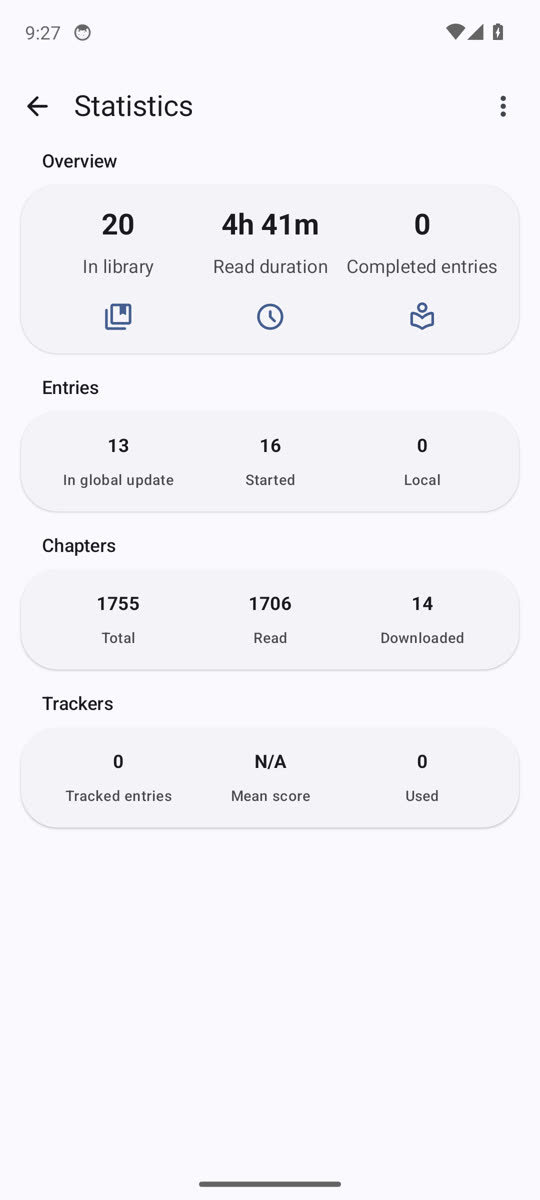 9:27
Statistics
Overview
20 4h 41m 0
In library Read duration Completed entries
Entries
13 16 0
In global update Started Local
Chapters
1755 1706 14
Total Read Downloaded
Trackers
0 N/A 0
Tracked entries Mean score Used